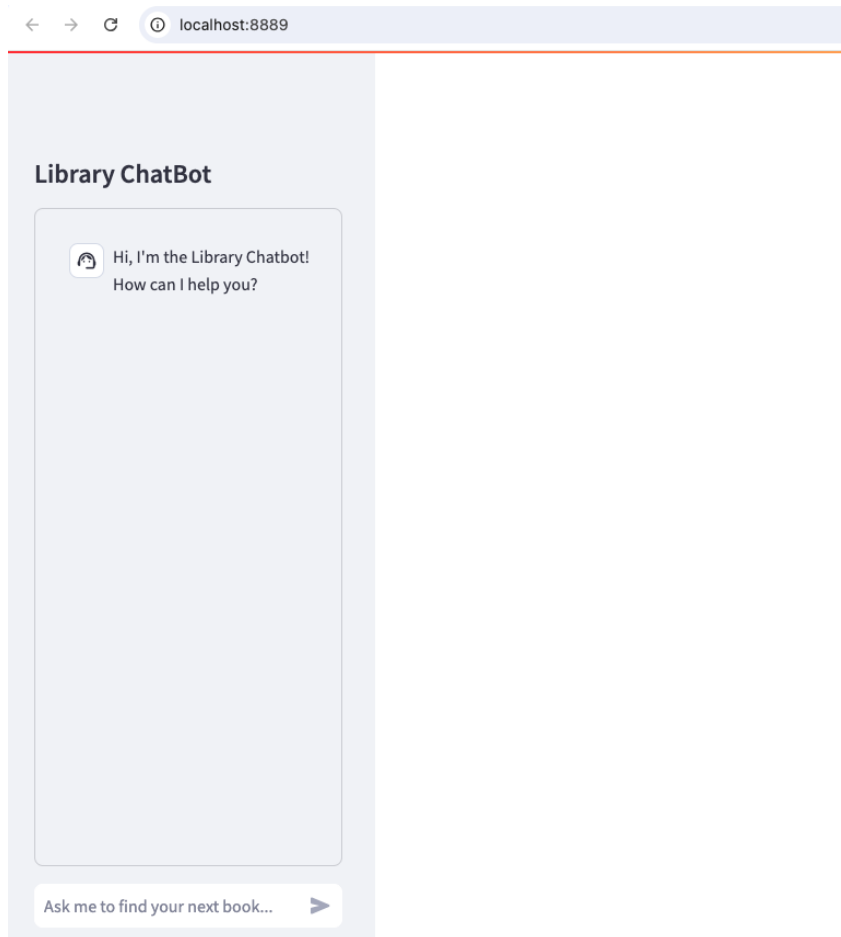 localhost:8889
Library ChatBot
Hi, I'm the Library Chatbot!
How can I help you?
Ask me to find your next book...